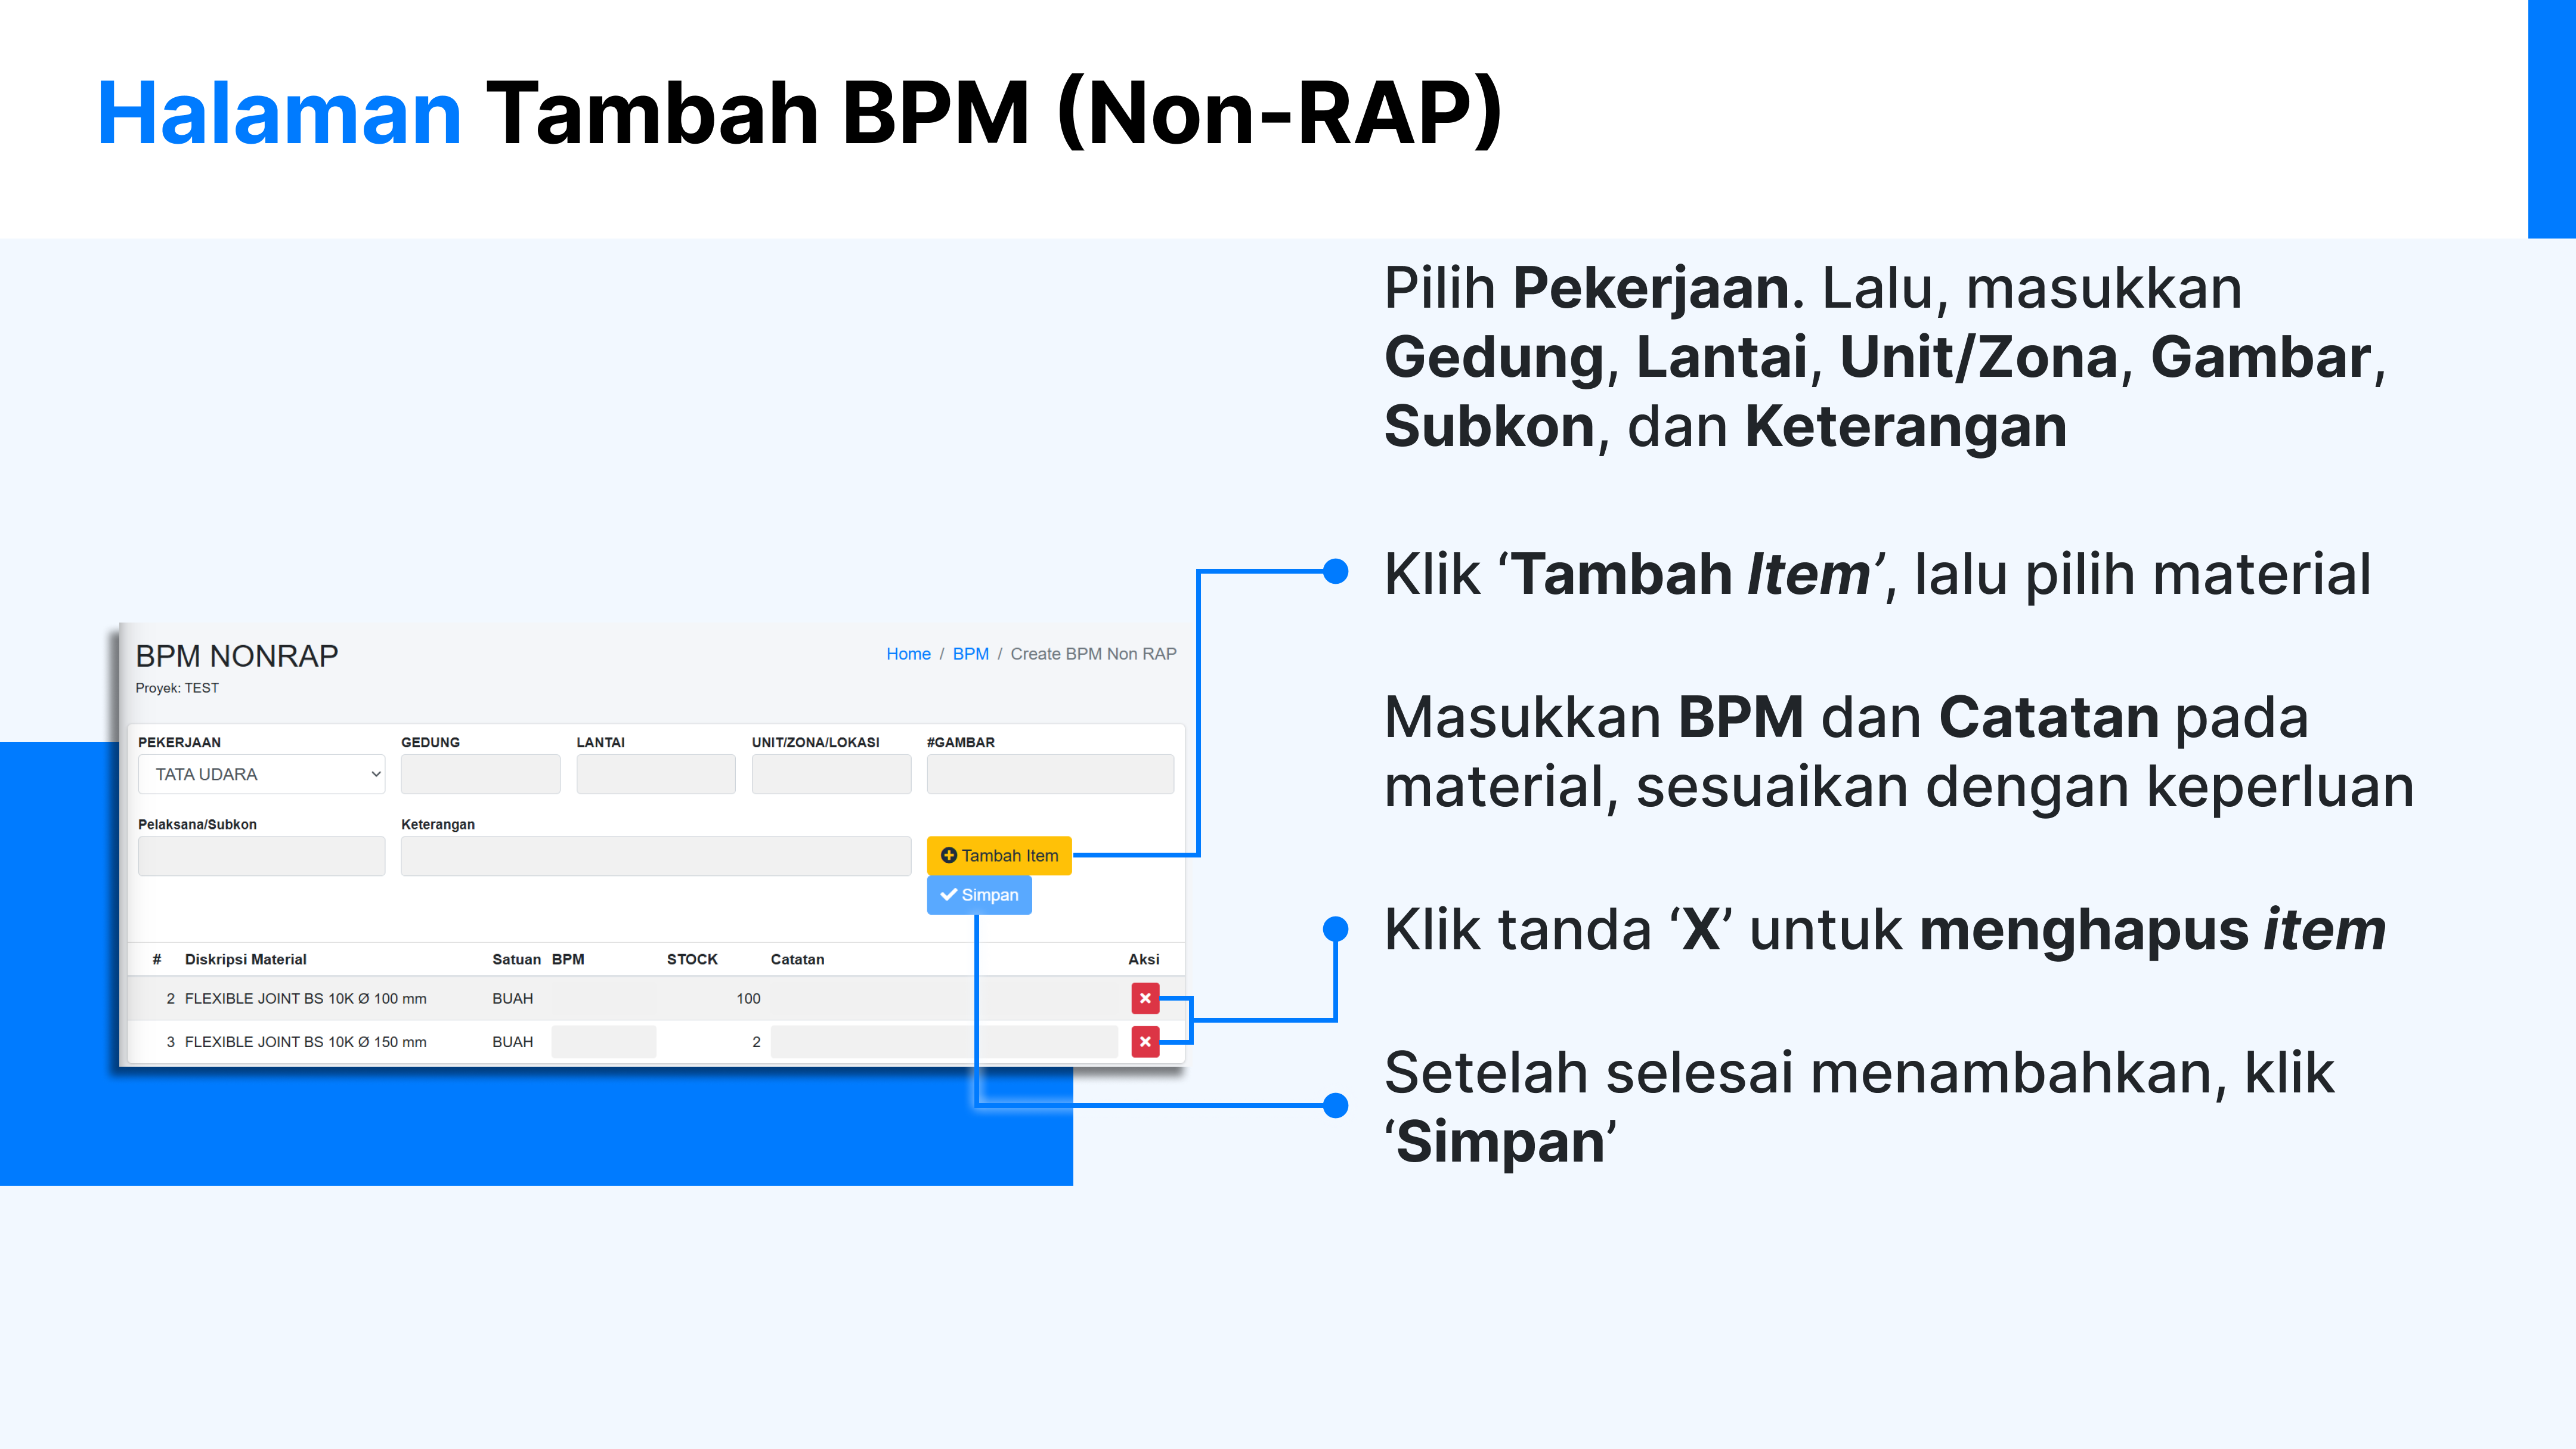 Halaman Tambah BPM (Non-RAP)
Pilih Pekerjaan. Lalu, masukkan
Gedung, Lantai, Unit/Zona, Gambar,
Subkon, dan Keterangan
Klik ‘Tambah Item’, lalu pilih material
Masukkan BPM dan Catatan pada
material, sesuaikan dengan keperluan
Klik tanda ‘X’ untuk menghapus item
Setelah selesai menambahkan, klik
‘Simpan’
BPM NONRAP
Home / BPM / Create BPM Non RAP
Proyek: TEST
PEKERJAAN GEDUNG LANTAI UNIT/ZONA/LOKASI #GAMBAR
TATA UDARA
Pelaksana/Subkon Keterangan
Tambah Item
Simpan
# Diskripsi Material Satuan BPM STOCK Catatan Aksi
2 FLEXIBLE JOINT BS 10K Ø 100 mm BUAH 100
3 FLEXIBLE JOINT BS 10K Ø 150 mm BUAH 2